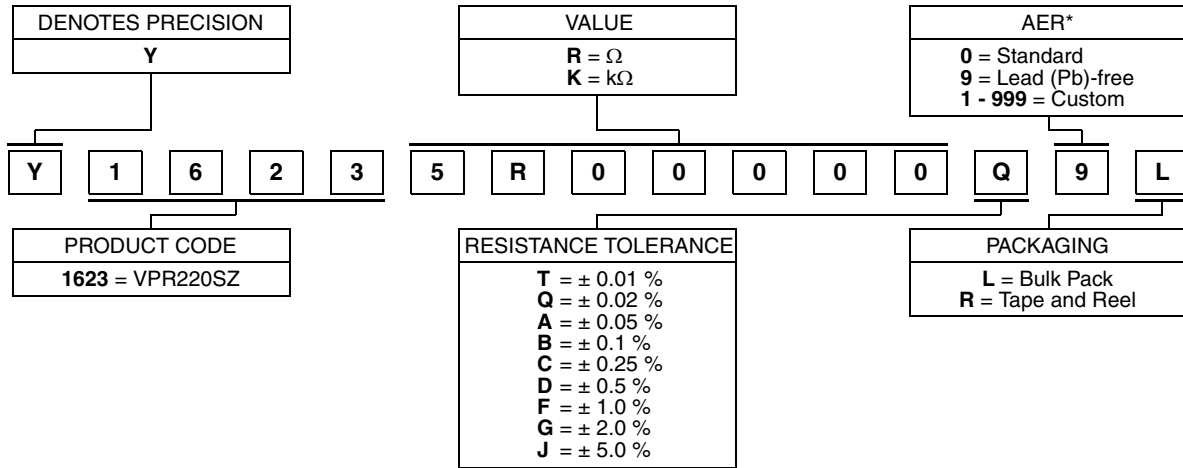 DENOTES PRECISION
Y
VALUE
R = Ω
K = kΩ
AER*
0 = Standard
9 = Lead (Pb)-free
1 - 999 = Custom
Y 1 6 2 3 5 R 0 0 0 0 0 Q 9 L
PRODUCT CODE
1623 = VPR220SZ
RESISTANCE TOLERANCE
T = ± 0.01 %
Q = ± 0.02 %
A = ± 0.05 %
B = ± 0.1 %
C = ± 0.25 %
D = ± 0.5 %
F = ± 1.0 %
G = ± 2.0 %
J = ± 5.0 %
PACKAGING
L = Bulk Pack
R = Tape and Reel